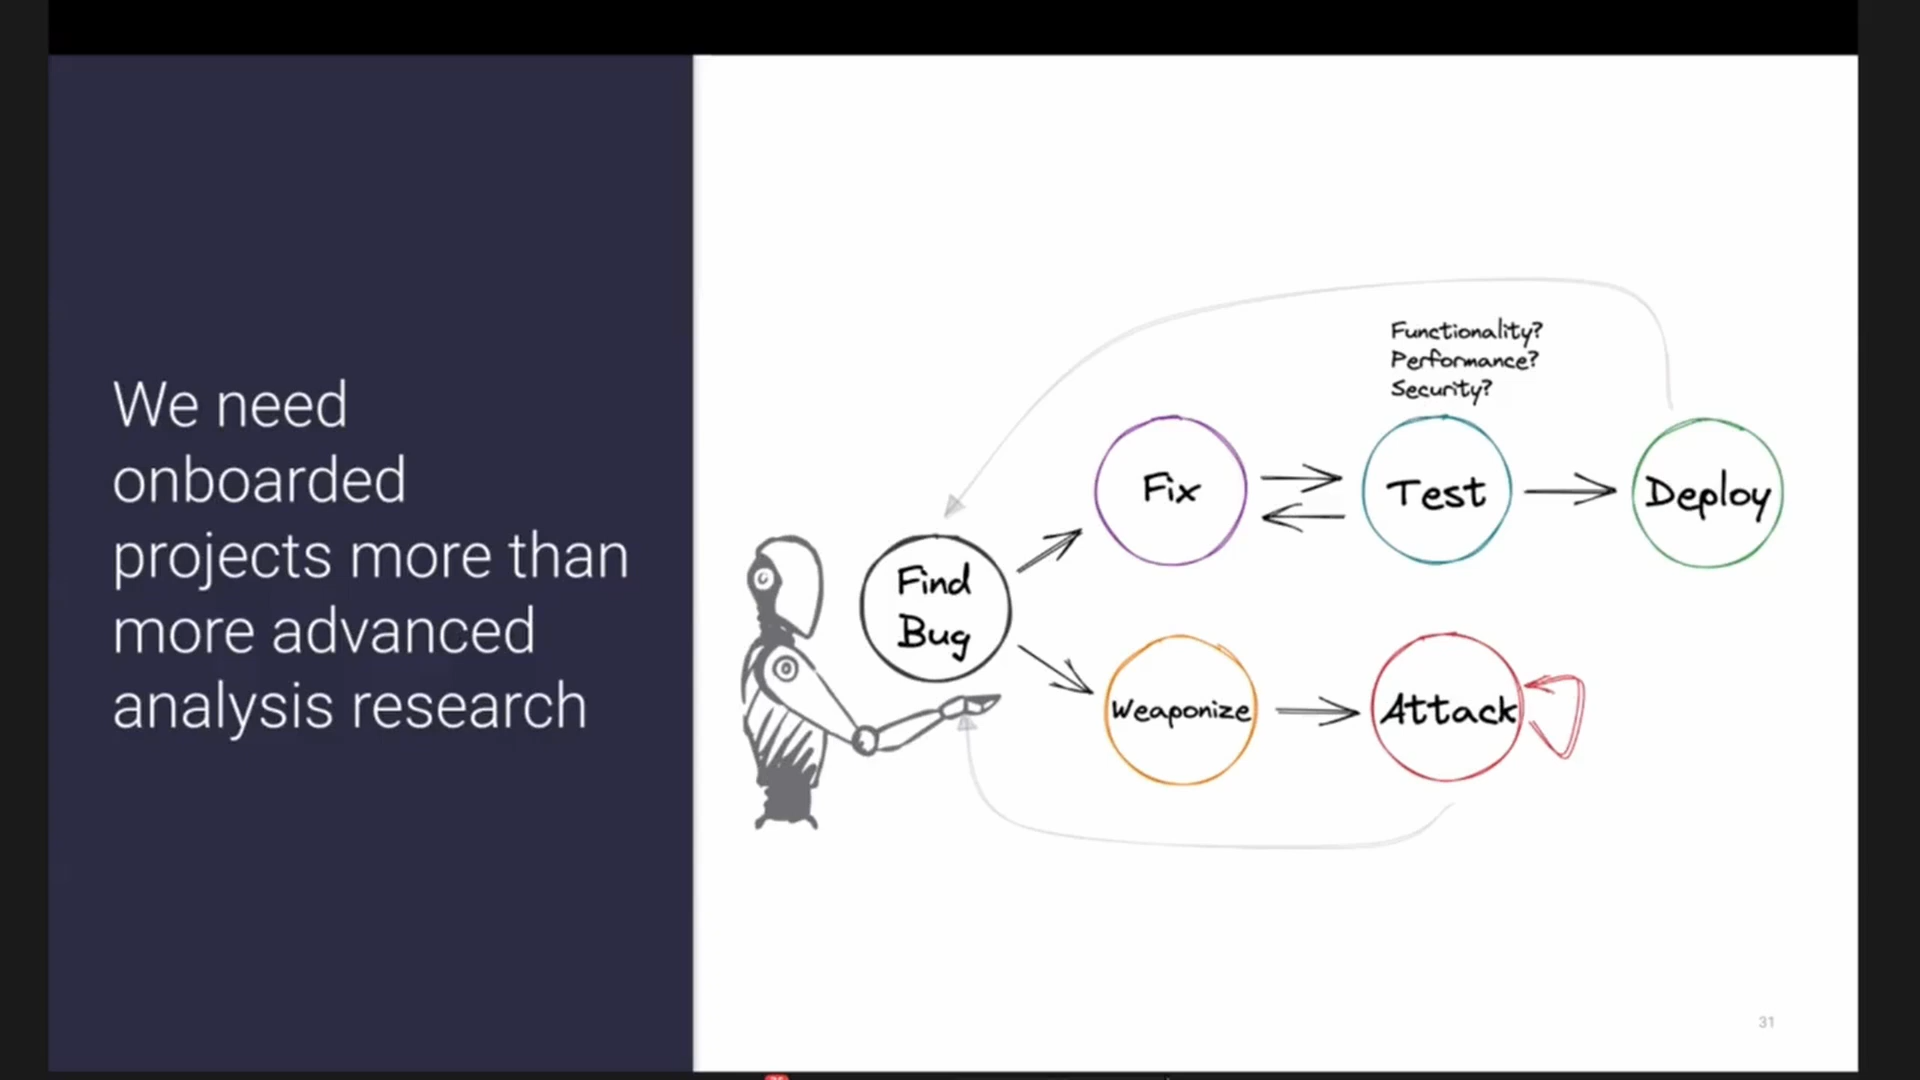 We need
onboarded
projects more than
more advanced
analysis research
Functionality?
Performance?
Security?
Fix
Test
Deploy
Find
Bug
Weaponize
Attack
31